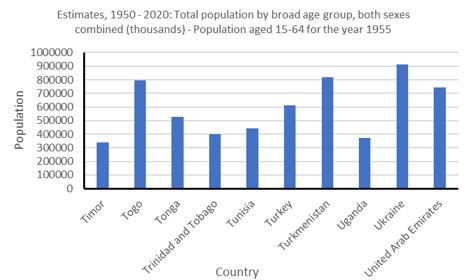 Estimates, 1950 - 2020: Total population by broad age group, both sexes
combined (thousands) - Population aged 15-64 for the year 1955
1000000
900000
800000
700000
600000
500000
400000
300000
200000
100000
0
Population
Timor
Togo
Tonga
Trinidad and Tobago
Tunisia
Turkey
Turkmenistan
Uganda
Ukraine
United Arab Emirates
Country